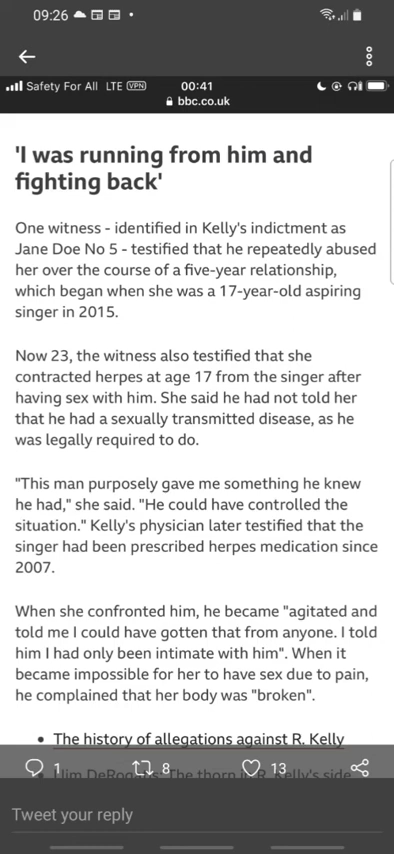 09:26
Safety For All LTE VPN 00:41
bbc.co.uk
'I was running from him and
fighting back'
One witness - identified in Kelly's indictment as
Jane Doe No 5 - testified that he repeatedly abused
her over the course of a five-year relationship,
which began when she was a 17-year-old aspiring
singer in 2015.
Now 23, the witness also testified that she
contracted herpes at age 17 from the singer after
having sex with him. She said he had not told her
that he had a sexually transmitted disease, as he
was legally required to do.
"This man purposely gave me something he knew
he had," she said. "He could have controlled the
situation." Kelly's physician later testified that the
singer had been prescribed herpes medication since
2007.
When she confronted him, he became "agitated and
told me I could have gotten that from anyone. I told
him I had only been intimate with him". When it
became impossible for her to have sex due to pain,
he complained that her body was "broken".
• The history of allegations against R. Kelly
1 8 13
• Jim DeRogatis: The thorn in R. Kelly's side
Tweet your reply